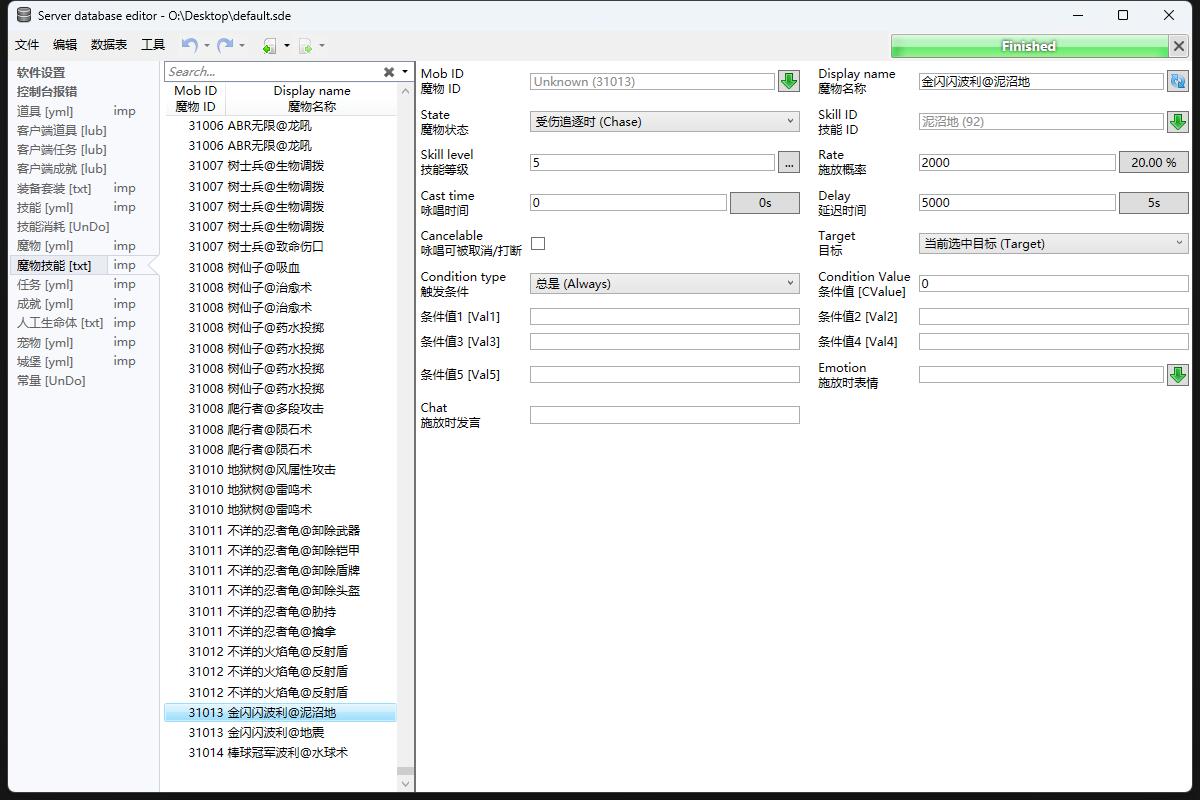 Server database editor - O:\Desktop\default.sde
文件 编辑 数据表 工具
Finished
软件设置
控制台报错
道具 [yml] imp
客户端道具 [lub]
客户端任务 [lub]
客户端成就 [lub]
装备套装 [txt] imp
技能 [yml] imp
技能消耗 [UnDo]
魔物 [yml] imp
魔物技能 [txt] imp
任务 [yml] imp
成就 [yml] imp
人工生命体 [txt] imp
宠物 [yml] imp
城堡 [yml] imp
常量 [UnDo]
Search...
Mob ID Display name
魔物 ID 魔物名称
31006 ABR无限@龙吼
31006 ABR无限@龙吼
31007 树士兵@生物调拨
31007 树士兵@生物调拨
31007 树士兵@生物调拨
31007 树士兵@生物调拨
31007 树士兵@致命伤口
31008 树仙子@吸血
31008 树仙子@治愈术
31008 树仙子@治愈术
31008 树仙子@药水投掷
31008 树仙子@药水投掷
31008 树仙子@药水投掷
31008 树仙子@药水投掷
31008 爬行者@多段攻击
31008 爬行者@陨石术
31008 爬行者@陨石术
31010 地狱树@风属性攻击
31010 地狱树@雷鸣术
31010 地狱树@雷鸣术
31011 不详的忍者龟@卸除武器
31011 不详的忍者龟@卸除铠甲
31011 不详的忍者龟@卸除盾牌
31011 不详的忍者龟@卸除头盔
31011 不详的忍者龟@胁持
31011 不详的忍者龟@擒拿
31012 不详的火焰龟@反射盾
31012 不详的火焰龟@反射盾
31012 不详的火焰龟@反射盾
31013 金闪闪波利@泥沼地
31013 金闪闪波利@地震
31014 棒球冠军波利@水球术
Mob ID
魔物 ID
Unknown (31013)
Display name
魔物名称
金闪闪波利@泥沼地
State
魔物状态
受伤追逐时 (Chase)
Skill ID
技能 ID
泥沼地 (92)
Skill level
技能等级
5
...
Rate
施放概率
2000
20.00 %
Cast time
咏唱时间
0
0s
Delay
延迟时间
5000
5s
Cancelable
咏唱可被取消/打断
Target
目标
当前选中目标 (Target)
Condition type
触发条件
总是 (Always)
Condition Value
条件值 [CValue]
0
条件值1 [Val1]
条件值2 [Val2]
条件值3 [Val3]
条件值4 [Val4]
条件值5 [Val5]
Emotion
施放时表情
Chat
施放时发言